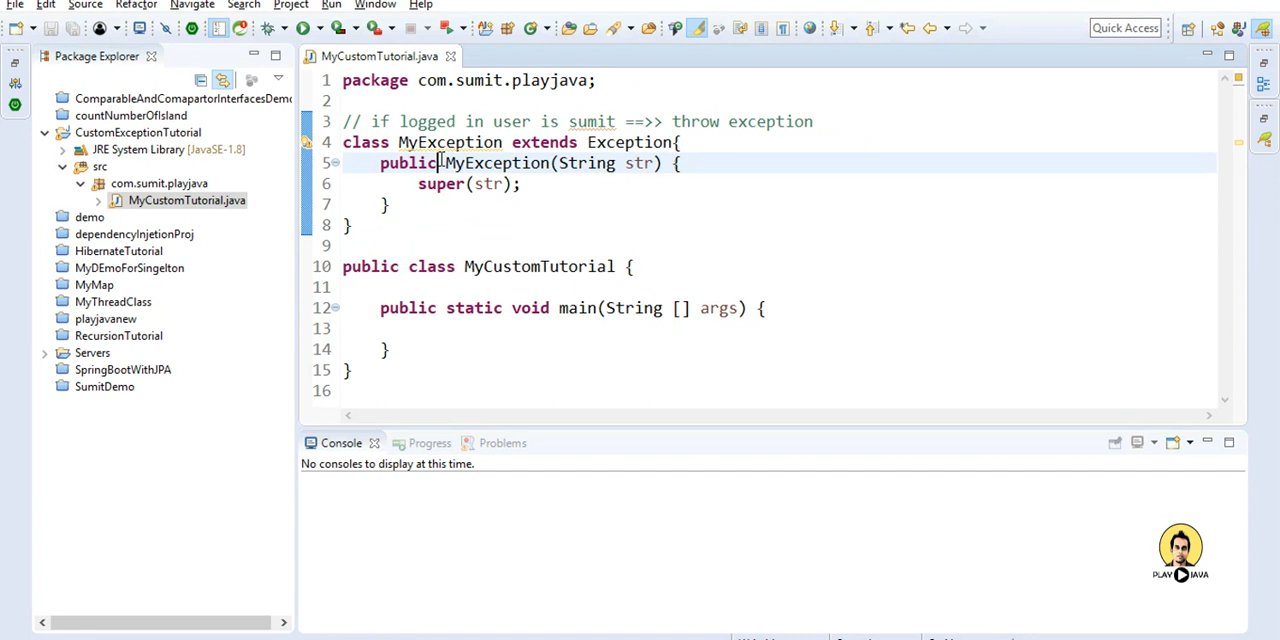 File Edit Source Refactor Navigate Search Project Run Window Help
Quick Access
Package Explorer
ComparableAndComapartorInterfacesDemo
countNumberOfIsland
CustomExceptionTutorial
JRE System Library [JavaSE-1.8]
src
com.sumit.playjava
MyCustomTutorial.java
demo
dependencyInjetionProj
HibernateTutorial
MyDEmoForSingelton
MyMap
MyThreadClass
playjavanew
RecursionTutorial
Servers
SpringBootWithJPA
SumitDemo
MyCustomTutorial.java
1 package com.sumit.playjava;
2
3 // if logged in user is sumit ==>> throw exception
4 class MyException extends Exception{
5 public MyException(String str) {
6 super(str);
7 }
8 }
9
10 public class MyCustomTutorial {
11
12 public static void main(String [] args) {
13
14 }
15 }
16
Console Progress Problems
No consoles to display at this time.
PLAY JAVA